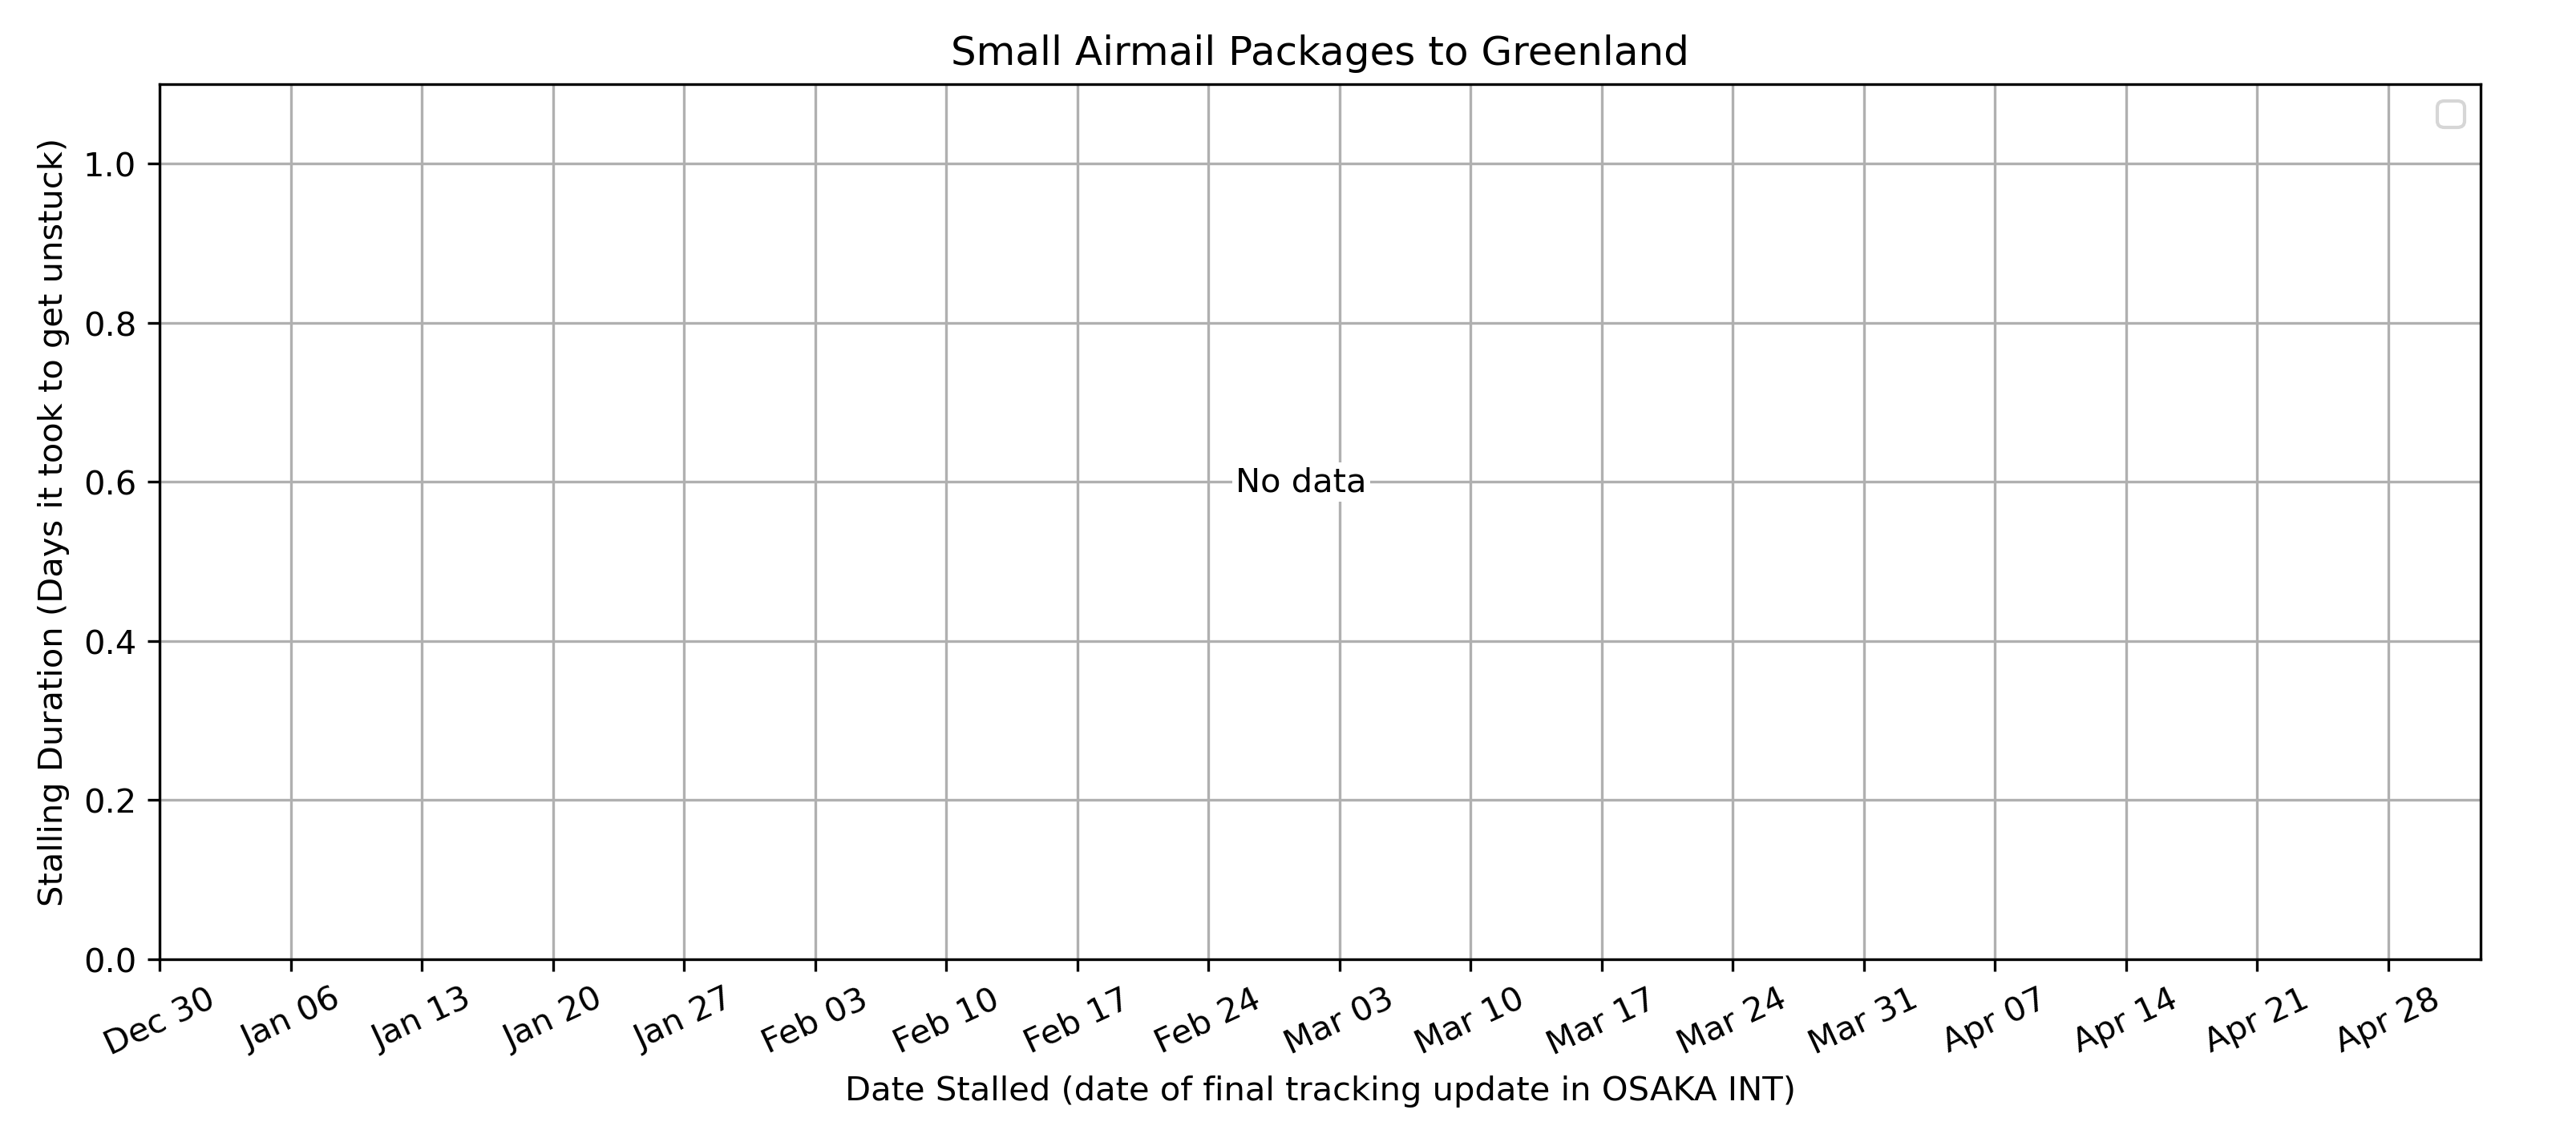 Small Airmail Packages to Greenland
Stalling Duration (Days it took to get unstuck)
1.0
0.8
0.6
0.4
0.2
0.0
No data
Dec 30
Jan 06
Jan 13
Jan 20
Jan 27
Feb 03
Feb 10
Feb 17
Feb 24
Mar 03
Mar 10
Mar 17
Mar 24
Mar 31
Apr 07
Apr 14
Apr 21
Apr 28
Date Stalled (date of final tracking update in OSAKA INT)